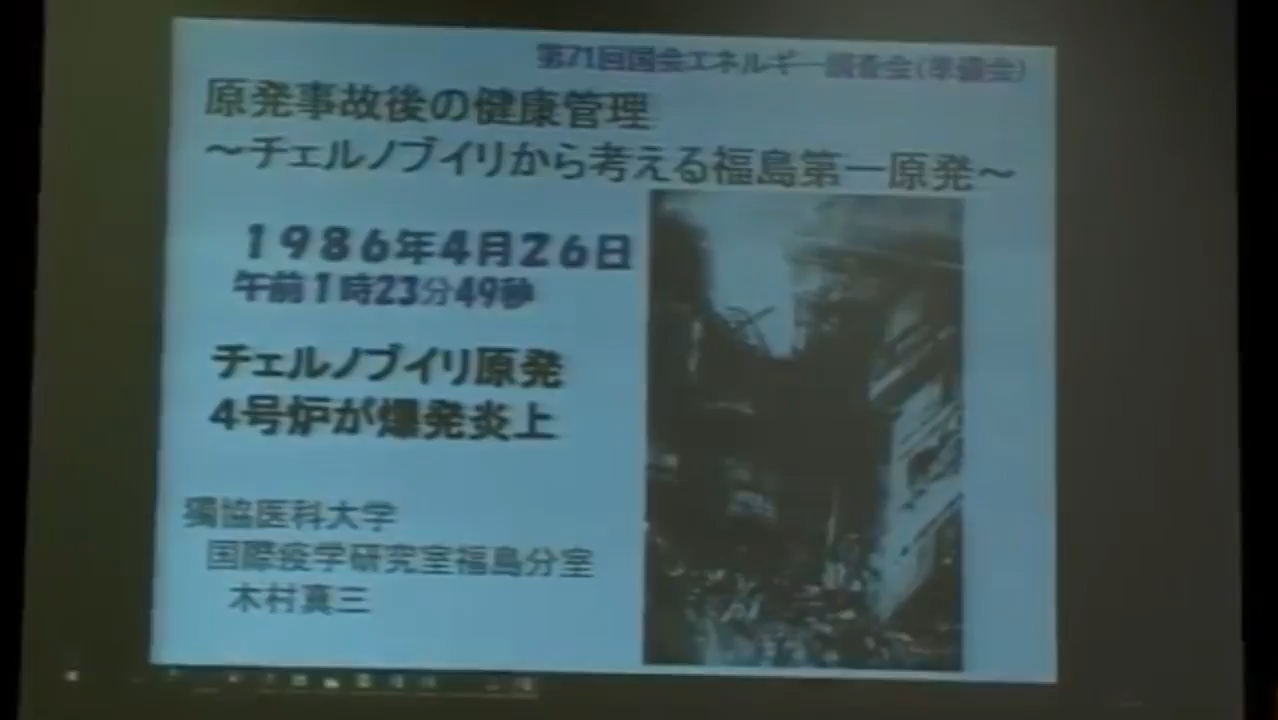 第71回国会エネルギー調査会(準備会)
原発事故後の健康管理
～チェルノブイリから考える福島第一原発～
1986年4月26日
午前1時23分49秒
チェルノブイリ原発
4号炉が爆発炎上
獨協医科大学
国際疫学研究室福島分室
木村真三